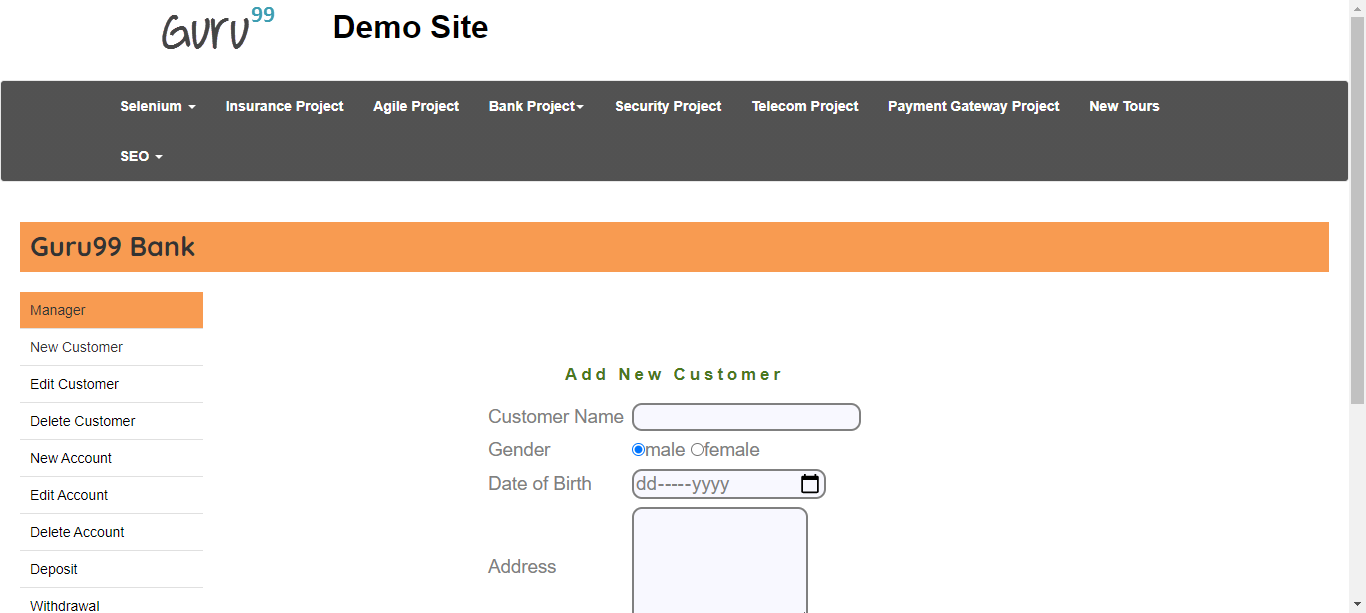 Guru99 Demo Site
Selenium Insurance Project Agile Project Bank Project Security Project Telecom Project Payment Gateway Project New Tours
SEO
Guru99 Bank
Manager
New Customer
Edit Customer
Delete Customer
New Account
Edit Account
Delete Account
Deposit
Withdrawal
Add New Customer
Customer Name
Gender male female
Date of Birth dd-----yyyy
Address